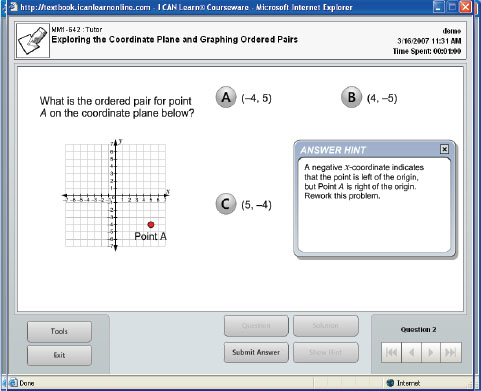 http://textbook.icanlearnonline.com - I CAN Learn® Courseware - Microsoft Internet Explorer
MM1-642 : Tutor
Exploring the Coordinate Plane and Graphing Ordered Pairs
demo
3/16/2007 11:31 AM
Time Spent: 00:01:00
What is the ordered pair for point
A on the coordinate plane below?
A (-4, 5)
B (4, -5)
y
x
Point A
C (5, -4)
ANSWER HINT
A negative x-coordinate indicates
that the point is left of the origin,
but Point A is right of the origin.
Rework this problem.
Tools
Exit
Question
Solution
Submit Answer
Show Hint
Question 2
Done
Internet